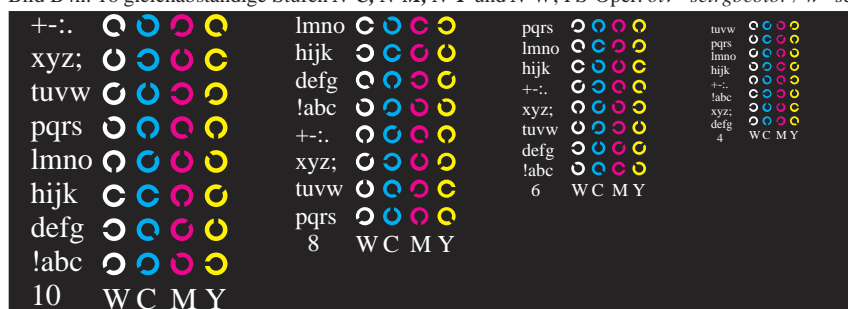 +-:.
xyz;
tuvw
pqrs
lmno
hijk
defg
!abc
10 W C M Y
lmno
hijk
defg
!abc
+-:.
xyz;
tuvw
pqrs
8 W C M Y
pqrs
lmno
hijk
+-:.
xyz;
tuvw
defg
!abc
6 W C M Y
tuvw
pqrs
lmno
hijk
+-:.
!abc
xyz;
defg
4 W C M Y